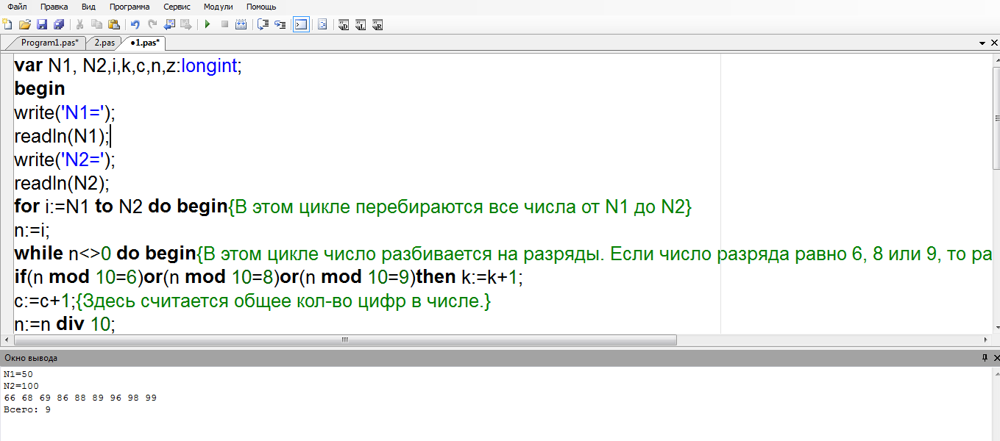 Файл Правка Вид Программа Сервис Модули Помощь
Program1.pas* 2.pas •1.pas*
var N1, N2,i,k,c,n,z:longint;
begin
write('N1=');
readln(N1);
write('N2=');
readln(N2);
for i:=N1 to N2 do begin{В этом цикле перебираются все числа от N1 до N2}
n:=i;
while n<>0 do begin{В этом цикле число разбивается на разряды. Если число разряда равно 6, 8 или 9, то ра
if(n mod 10=6)or(n mod 10=8)or(n mod 10=9)then k:=k+1;
c:=c+1;{Здесь считается общее кол-во цифр в числе.}
n:=n div 10;
Окно вывода
N1=50
N2=100
66 68 69 86 88 89 96 98 99
Всего: 9